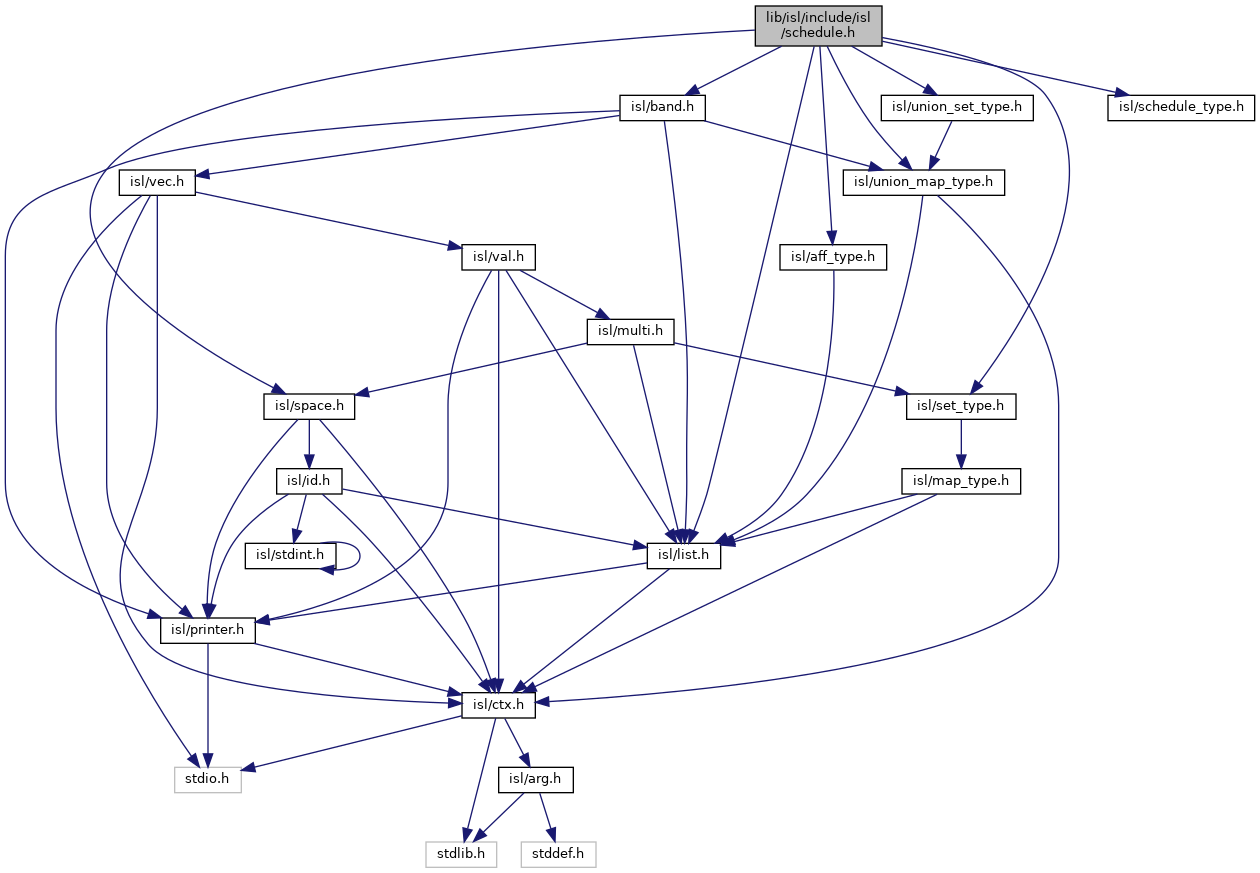 lib/isl/include/isl
/schedule.h
isl/band.h
isl/union_set_type.h
isl/schedule_type.h
isl/vec.h
isl/union_map_type.h
isl/val.h
isl/aff_type.h
isl/multi.h
isl/space.h
isl/set_type.h
isl/id.h
isl/map_type.h
isl/stdint.h
isl/list.h
isl/printer.h
isl/ctx.h
stdio.h
isl/arg.h
stdlib.h
stddef.h